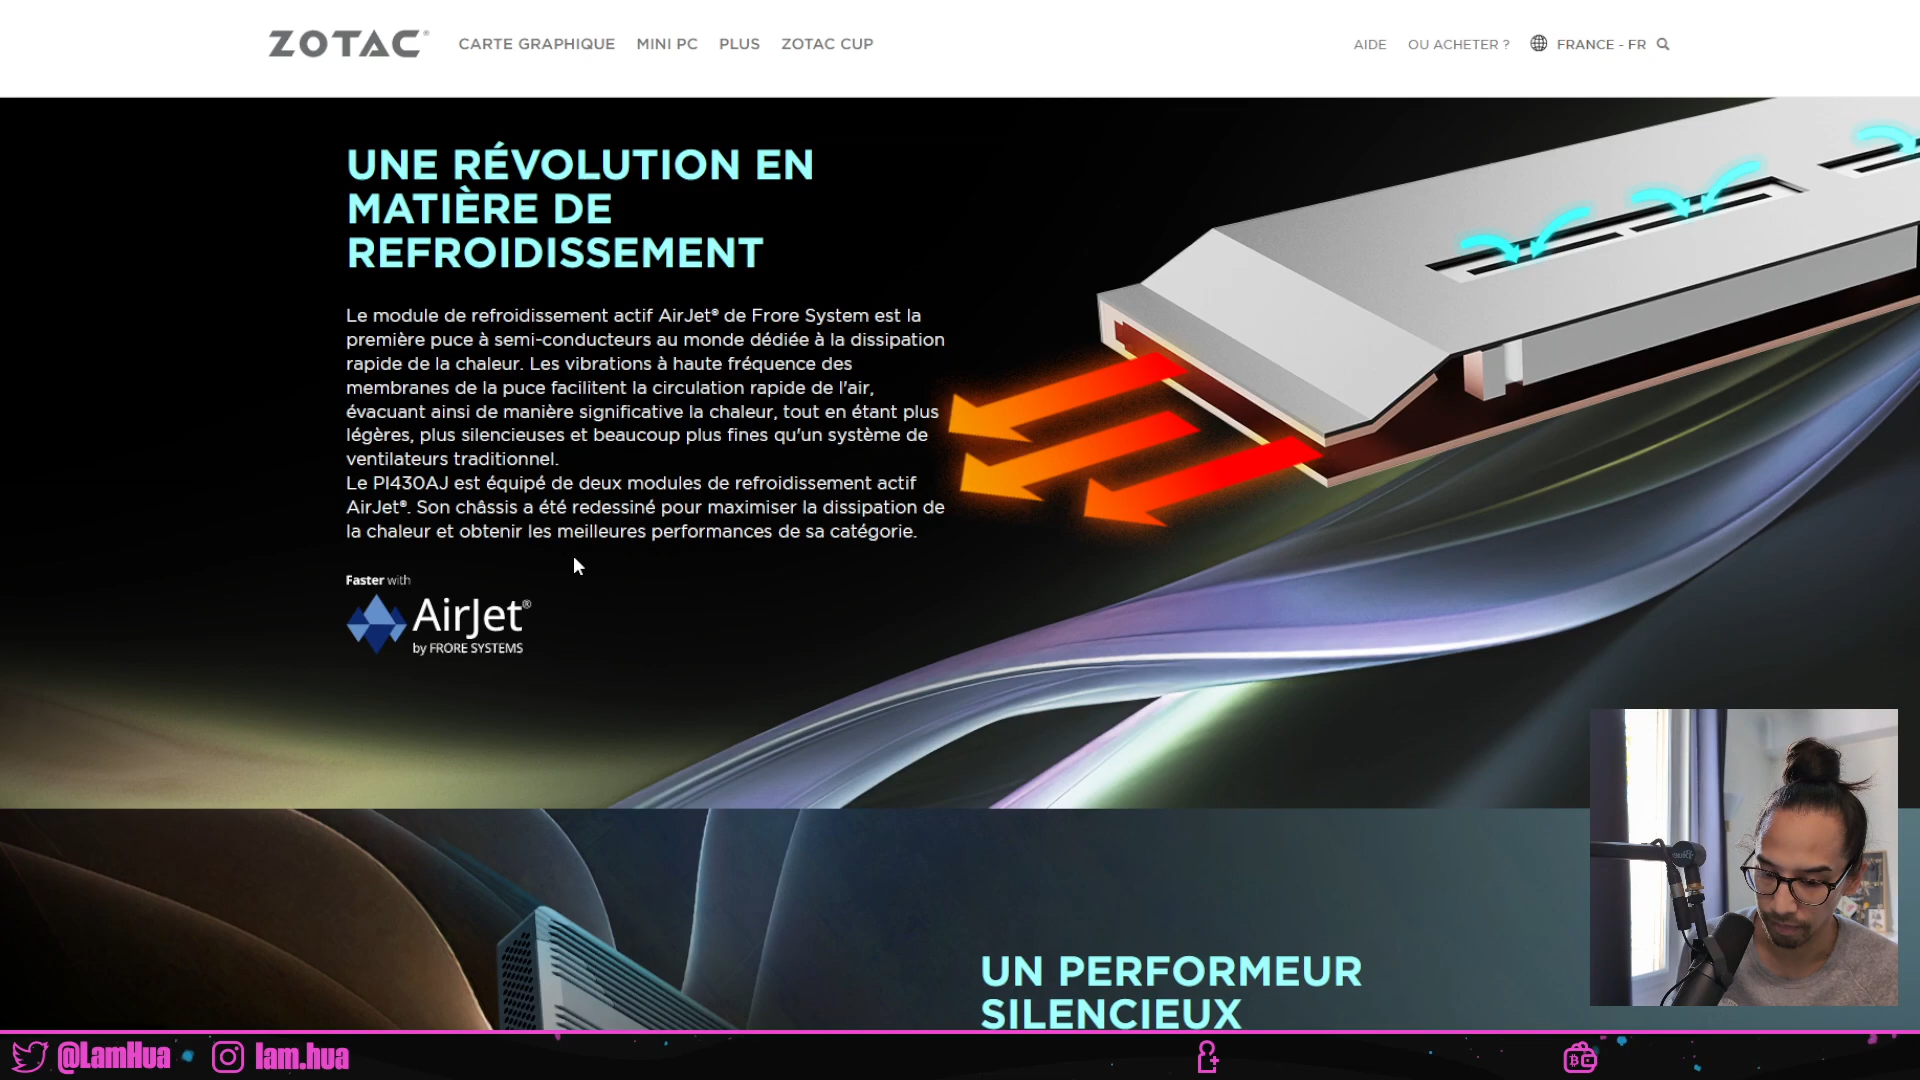 ZOTAC®
CARTE GRAPHIQUE
MINI PC
PLUS
ZOTAC CUP
AIDE
OU ACHETER ?
FRANCE - FR
UNE RÉVOLUTION EN
MATIÈRE DE
REFROIDISSEMENT
Le module de refroidissement actif AirJet® de Frore System est la
première puce à semi-conducteurs au monde dédiée à la dissipation
rapide de la chaleur. Les vibrations à haute fréquence des
membranes de la puce facilitent la circulation rapide de l'air,
évacuant ainsi de manière significative la chaleur, tout en étant plus
légères, plus silencieuses et beaucoup plus fines qu'un système de
ventilateurs traditionnel.
Le PI430AJ est équipé de deux modules de refroidissement actif
AirJet®. Son châssis a été redessiné pour maximiser la dissipation de
la chaleur et obtenir les meilleures performances de sa catégorie.
Faster with
AirJet®
by FRORE SYSTEMS
UN PERFORMEUR
SILENCIEUX
@LamHua
lam.hua